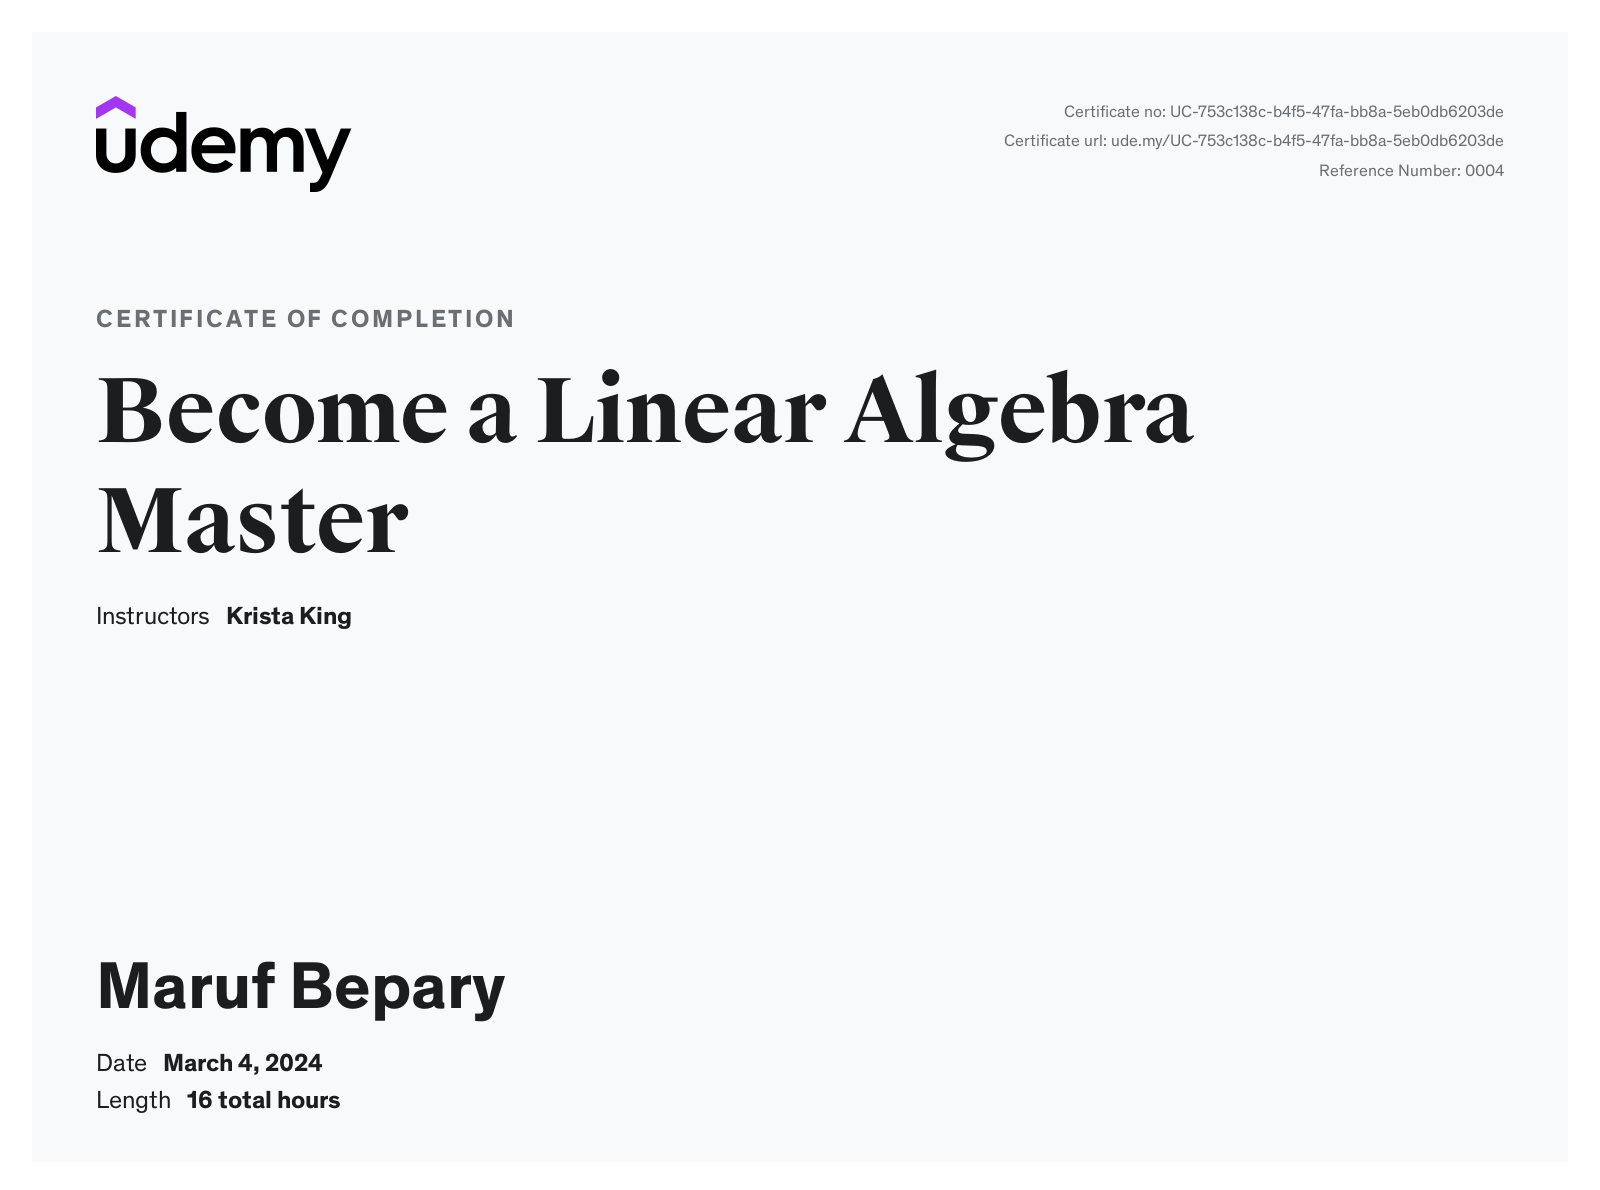 udemy
Certificate no: UC-753c138c-b4f5-47fa-bb8a-5eb0db6203de
Certificate url: ude.my/UC-753c138c-b4f5-47fa-bb8a-5eb0db6203de
Reference Number: 0004
CERTIFICATE OF COMPLETION
Become a Linear Algebra
Master
Instructors Krista King
Maruf Bepary
Date March 4, 2024
Length 16 total hours